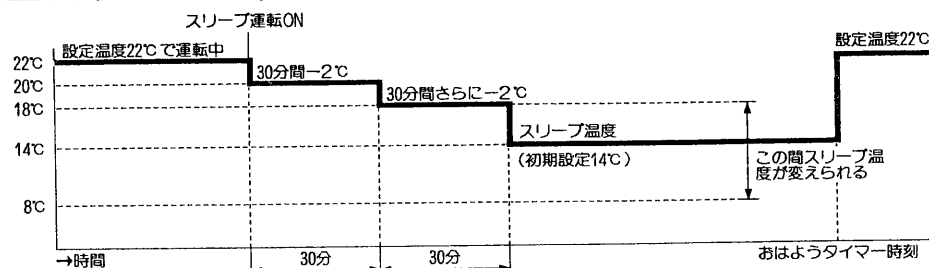 スリープ運転ON
設定温度22℃で運転中
設定温度22℃
22℃
30分間−2℃
20℃
30分間さらに−2℃
18℃
スリープ温度
14℃
(初期設定14℃)
この間スリープ温
度が変えられる
8℃
→時間
30分
30分
おはようタイマー時刻